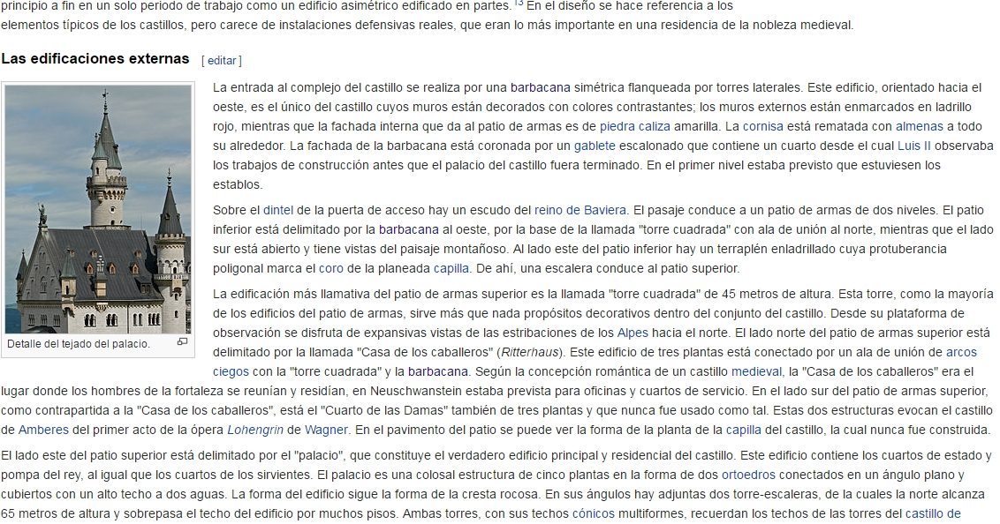 principio a fin en un solo periodo de trabajo como un edificio asimétrico edificado en partes.13 En el diseño se hace referencia a los
elementos típicos de los castillos, pero carece de instalaciones defensivas reales, que eran lo más importante en una residencia de la nobleza medieval.
Las edificaciones externas [ editar ]
La entrada al complejo del castillo se realiza por una barbacana simétrica flanqueada por torres laterales. Este edificio, orientado hacia el
oeste, es el único del castillo cuyos muros están decorados con colores contrastantes; los muros externos están enmarcados en ladrillo
rojo, mientras que la fachada interna que da al patio de armas es de piedra caliza amarilla. La cornisa está rematada con almenas a todo
su alrededor. La fachada de la barbacana está coronada por un gablete escalonado que contiene un cuarto desde el cual Luis II observaba
los trabajos de construcción antes que el palacio del castillo fuera terminado. En el primer nivel estaba previsto que estuviesen los
establos.
Sobre el dintel de la puerta de acceso hay un escudo del reino de Baviera. El pasaje conduce a un patio de armas de dos niveles. El patio
inferior está delimitado por la barbacana al oeste, por la base de la llamada "torre cuadrada" con ala de unión al norte, mientras que el lado
sur está abierto y tiene vistas del paisaje montañoso. Al lado este del patio inferior hay un terraplén enladrillado cuya protuberancia
poligonal marca el coro de la planeada capilla. De ahí, una escalera conduce al patio superior.
La edificación más llamativa del patio de armas superior es la llamada "torre cuadrada" de 45 metros de altura. Esta torre, como la mayoría
de los edificios del patio de armas, sirve más que nada propósitos decorativos dentro del conjunto del castillo. Desde su plataforma de
observación se disfruta de expansivas vistas de las estribaciones de los Alpes hacia el norte. El lado norte del patio de armas superior está
delimitado por la llamada "Casa de los caballeros" (Ritterhaus). Este edificio de tres plantas está conectado por un ala de unión de arcos
ciegos con la "torre cuadrada" y la barbacana. Según la concepción romántica de un castillo medieval, la "Casa de los caballeros" era el
lugar donde los hombres de la fortaleza se reunían y residían, en Neuschwanstein estaba prevista para oficinas y cuartos de servicio. En el lado sur del patio de armas superior,
como contrapartida a la "Casa de los caballeros", está el "Cuarto de las Damas" también de tres plantas y que nunca fue usado como tal. Estas dos estructuras evocan el castillo
de Amberes del primer acto de la ópera Lohengrin de Wagner. En el pavimento del patio se puede ver la forma de la planta de la capilla del castillo, la cual nunca fue construida.
El lado este del patio superior está delimitado por el "palacio", que constituye el verdadero edificio principal y residencial del castillo. Este edificio contiene los cuartos de estado y
pompa del rey, al igual que los cuartos de los sirvientes. El palacio es una colosal estructura de cinco plantas en la forma de dos ortoedros conectados en un ángulo plano y
cubiertos con un alto techo a dos aguas. La forma del edificio sigue la forma de la cresta rocosa. En sus ángulos hay adjuntas dos torre-escaleras, de la cuales la norte alcanza
65 metros de altura y sobrepasa el techo del edificio por muchos pisos. Ambas torres, con sus techos cónicos multiformes, recuerdan los techos de las torres del castillo de
Detalle del tejado del palacio.